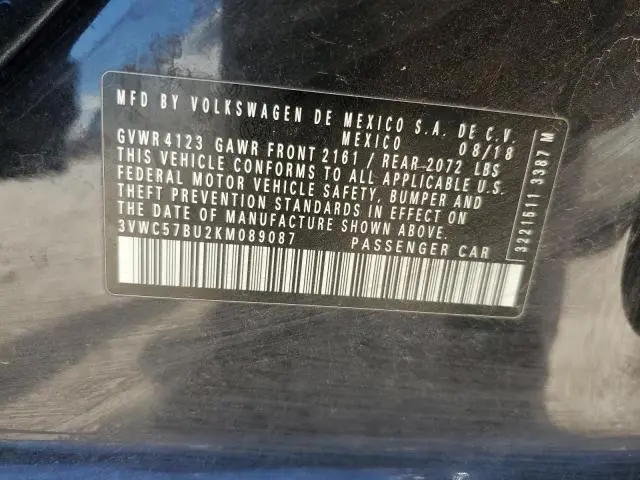 MFD BY VOLKSWAGEN DE MEXICO S.A. DE C.V.
MEXICO 08/18
GVWR 4123 GAWR FRONT 2161 / REAR 2072 LBS
THIS VEHICLE CONFORMS TO ALL APPLICABLE U.S.
FEDERAL MOTOR VEHICLE SAFETY, BUMPER AND
THEFT PREVENTION STANDARDS IN EFFECT ON
THE DATE OF MANUFACTURE SHOWN ABOVE.
3VWC57BU2KM089087 PASSENGER CAR
3221611 3387 M